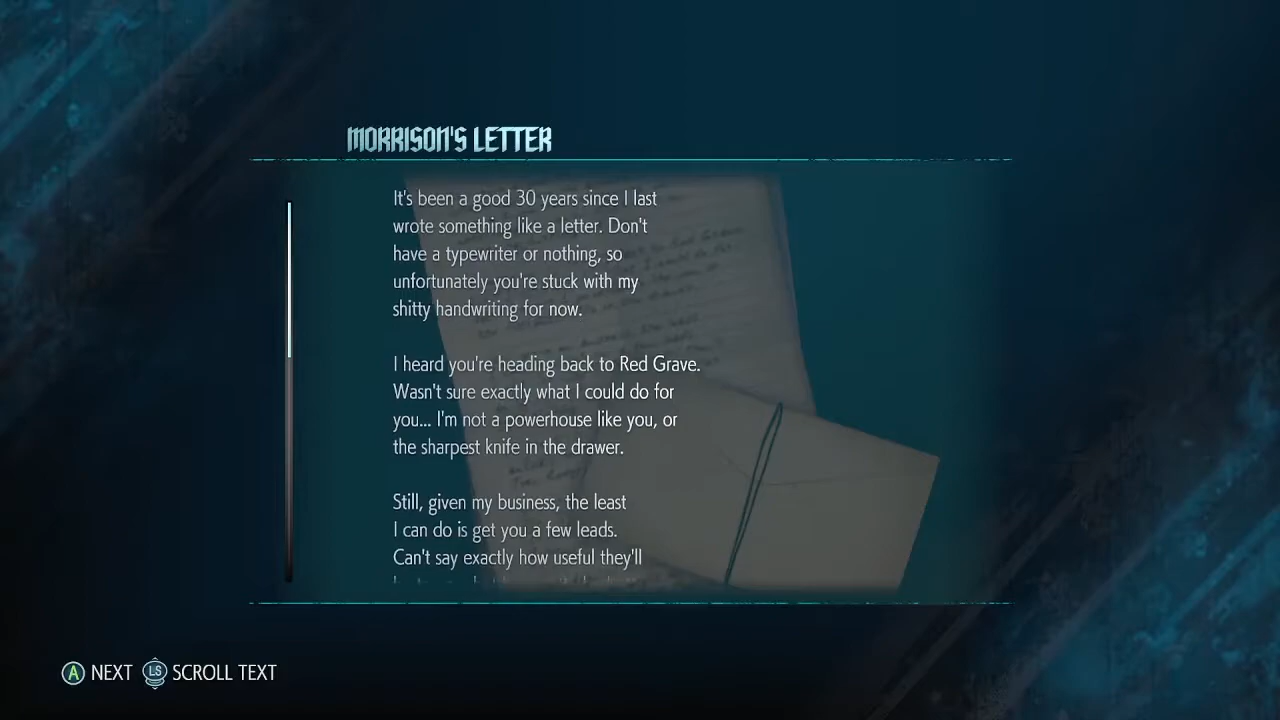 MORRISON'S LETTER
It's been a good 30 years since I last
wrote something like a letter. Don't
have a typewriter or nothing, so
unfortunately you're stuck with my
shitty handwriting for now.
I heard you're heading back to Red Grave.
Wasn't sure exactly what I could do for
you... I'm not a powerhouse like you, or
the sharpest knife in the drawer.
Still, given my business, the least
I can do is get you a few leads.
Can't say exactly how useful they'll
A NEXT LS SCROLL TEXT